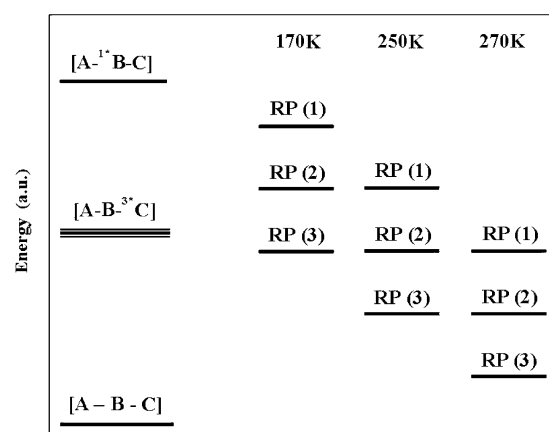 170K 250K 270K
[A-¹*B-C]
RP (1)
RP (2) RP (1)
[A-B-³*C]
RP (3) RP (2) RP (1)
RP (3) RP (2)
RP (3)
[A – B - C]
Energy (a.u.)